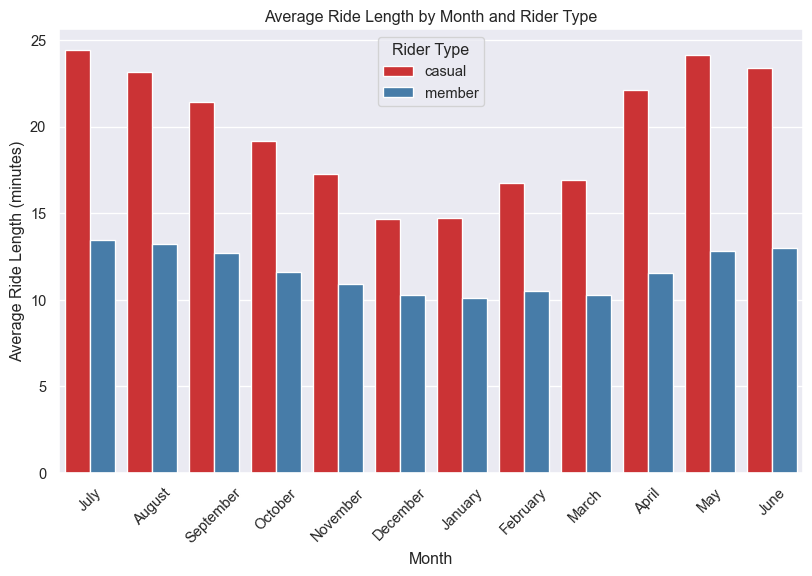 Average Ride Length by Month and Rider Type
Rider Type
casual
member
Average Ride Length (minutes)
25
20
15
10
5
0
July
August
September
October
November
December
January
February
March
April
May
June
Month